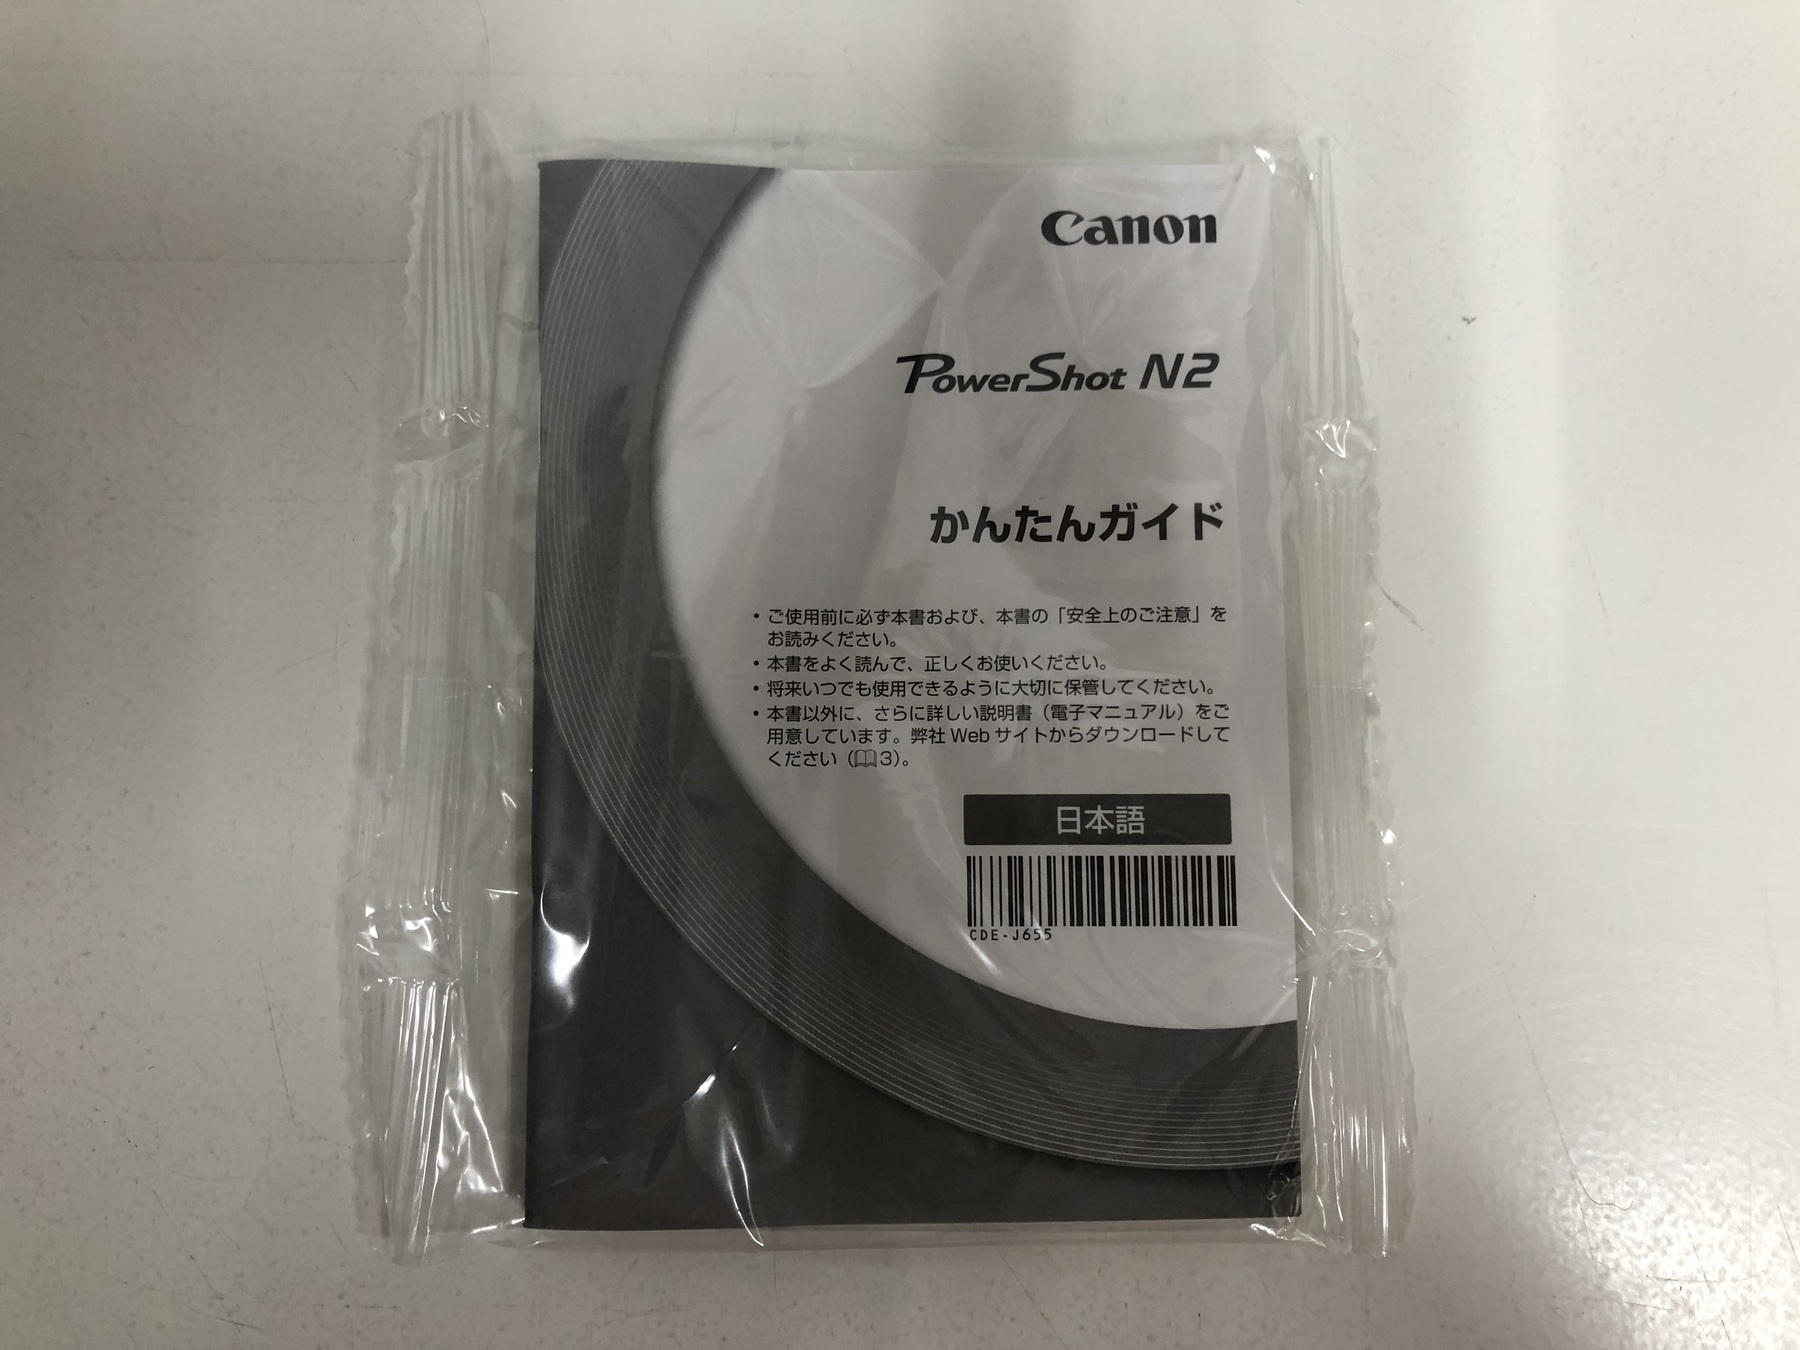 Canon
PowerShot N2
かんたんガイド
• ご使用前に必ず本書および、本書の「安全上のご注意」を
お読みください。
• 本書をよく読んで、正しくお使いください。
• 将来いつでも使用できるように大切に保管してください。
• 本書以外に、さらに詳しい説明書（電子マニュアル）をご
用意しています。弊社 Web サイトからダウンロードして
ください（📖3）。
日本語
CDE-J655